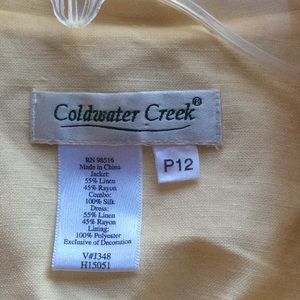 Coldwater Creek®
P12
RN 98516
Made in China
Jacket:
55% Linen
45% Rayon
Combo:
100% Silk
Dress:
55% Linen
45% Rayon
Lining:
100% Polyester
Exclusive of Decoration
V#J348
H15051